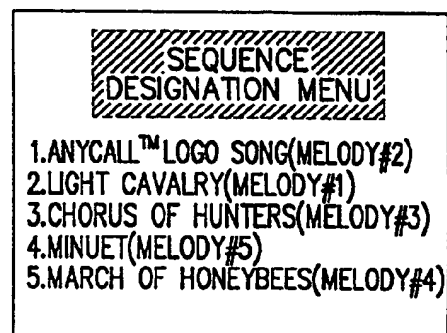 SEQUENCE
DESIGNATION MENU
1.ANYCALL™ LOGO SONG(MELODY#2)
2.LIGHT CAVALRY(MELODY#1)
3.CHORUS OF HUNTERS(MELODY#3)
4.MINUET(MELODY#5)
5.MARCH OF HONEYBEES(MELODY#4)